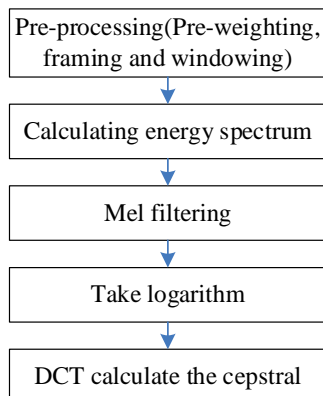 Pre-processing(Pre-weighting,
framing and windowing)
Calculating energy spectrum
Mel filtering
Take logarithm
DCT calculate the cepstral